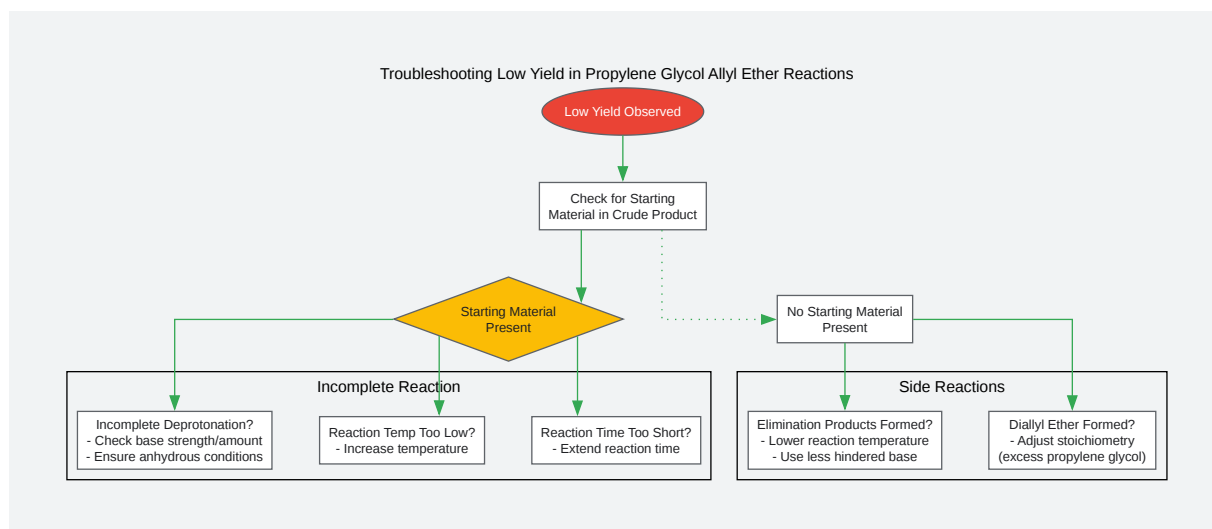 Troubleshooting Low Yield in Propylene Glycol Allyl Ether Reactions
Low Yield Observed
Check for Starting
Material in Crude Product
Starting Material
Present
No Starting Material
Present
Incomplete Reaction
Incomplete Deprotonation?
- Check base strength/amount
- Ensure anhydrous conditions
Reaction Temp Too Low?
- Increase temperature
Reaction Time Too Short?
- Extend reaction time
Side Reactions
Elimination Products Formed?
- Lower reaction temperature
- Use less hindered base
Diallyl Ether Formed?
- Adjust stoichiometry
(excess propylene glycol)